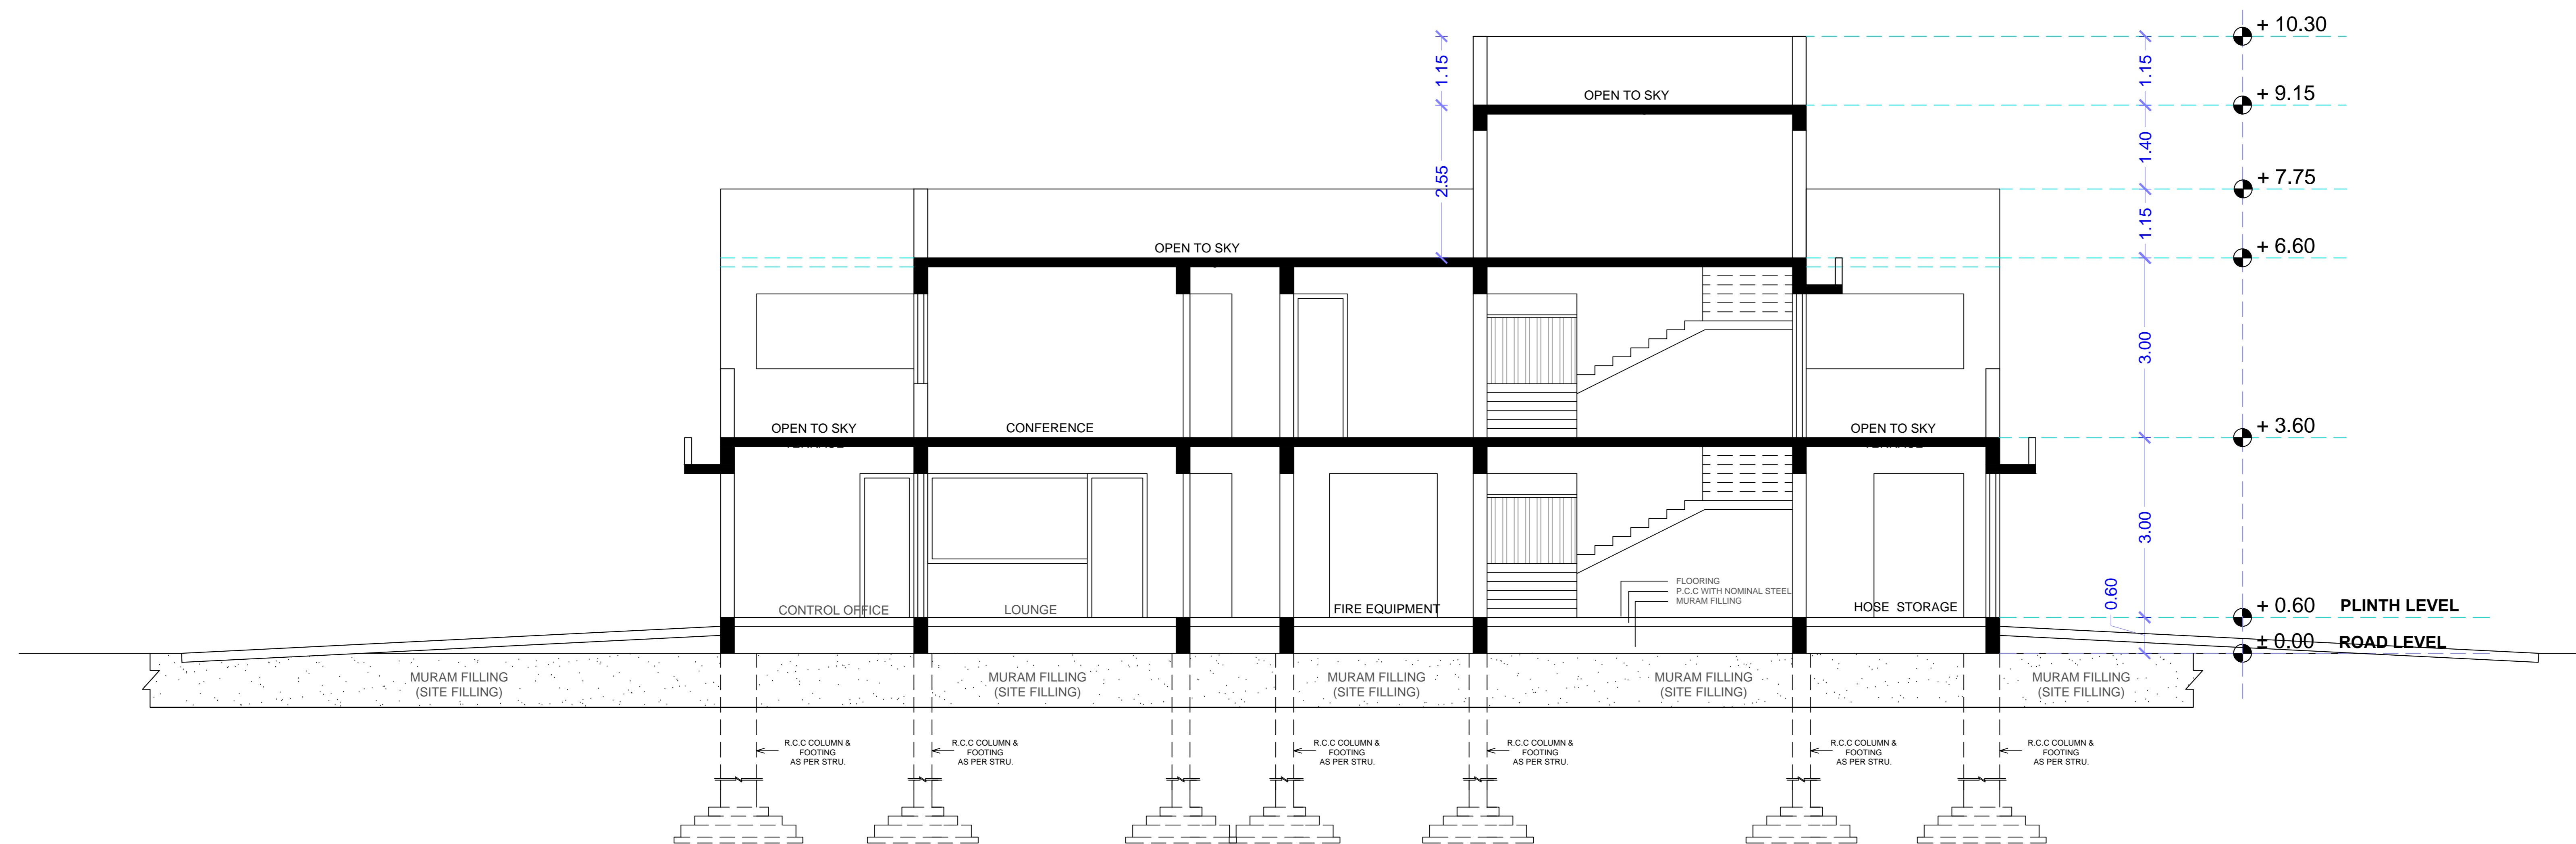 + 10.30
1.15
1.15
+ 9.15
OPEN TO SKY
1.40
2.55
+ 7.75
1.15
+ 6.60
OPEN TO SKY
3.00
+ 3.60
OPEN TO SKY
CONFERENCE
OPEN TO SKY
3.00
FLOORING
P.C.C WITH NOMINAL STEEL
MURAM FILLING
0.60
CONTROL OFFICE
LOUNGE
FIRE EQUIPMENT
HOSE STORAGE
+ 0.60 PLINTH LEVEL
± 0.00 ROAD LEVEL
MURAM FILLING
(SITE FILLING)
MURAM FILLING
(SITE FILLING)
MURAM FILLING
(SITE FILLING)
MURAM FILLING
(SITE FILLING)
MURAM FILLING
(SITE FILLING)
R.C.C COLUMN &
FOOTING
AS PER STRU.
R.C.C COLUMN &
FOOTING
AS PER STRU.
R.C.C COLUMN &
FOOTING
AS PER STRU.
R.C.C COLUMN &
FOOTING
AS PER STRU.
R.C.C COLUMN &
FOOTING
AS PER STRU.
R.C.C COLUMN &
FOOTING
AS PER STRU.